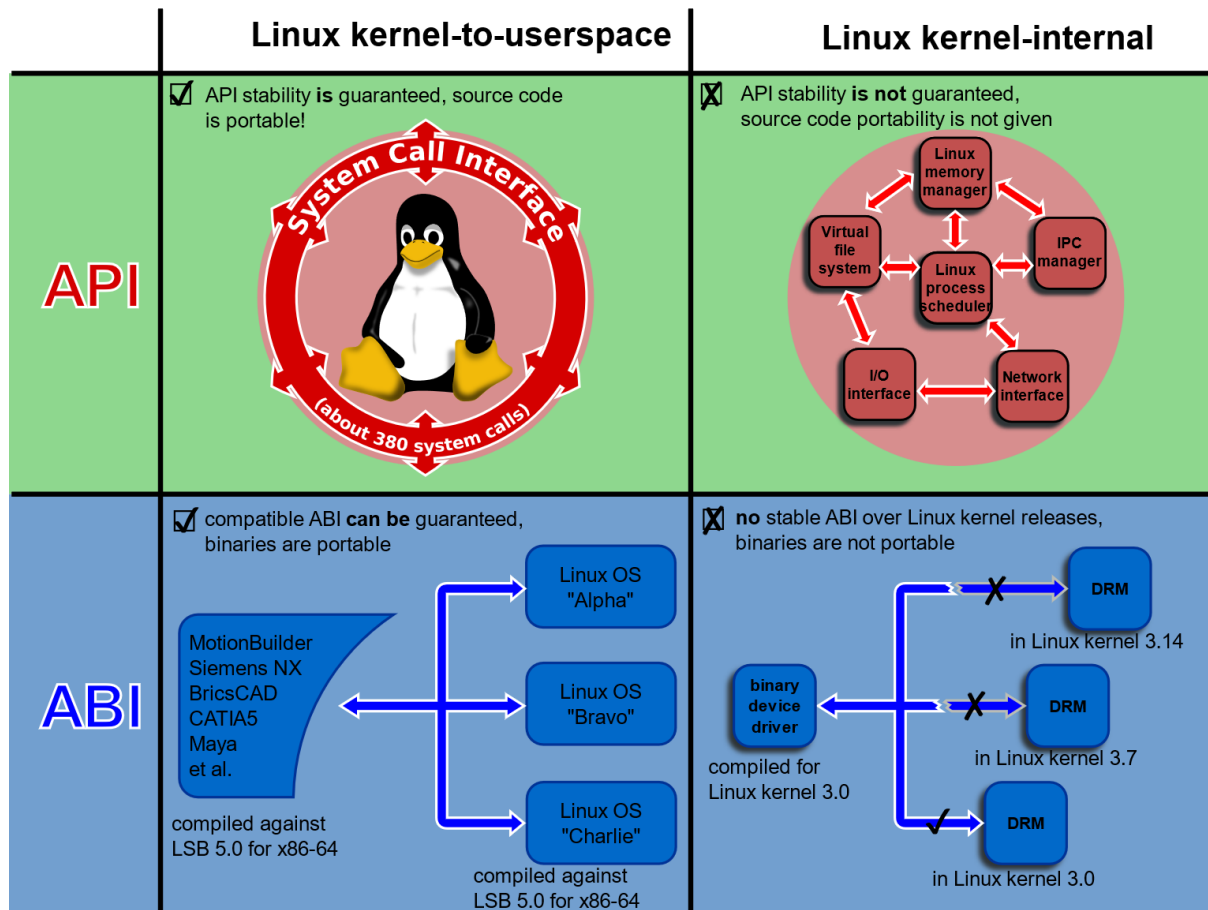 Linux kernel-to-userspace
Linux kernel-internal
API
API stability is guaranteed, source code
is portable!
System Call Interface
(about 380 system calls)
API stability is not guaranteed,
source code portability is not given
Linux
memory
manager
Virtual
file
system
IPC
manager
Linux
process
scheduler
I/O
interface
Network
interface
ABI
compatible ABI can be guaranteed,
binaries are portable
MotionBuilder
Siemens NX
BricsCAD
CATIA5
Maya
et al.
compiled against
LSB 5.0 for x86-64
Linux OS
"Alpha"
Linux OS
"Bravo"
Linux OS
"Charlie"
compiled against
LSB 5.0 for x86-64
no stable ABI over Linux kernel releases,
binaries are not portable
binary
device
driver
compiled for
Linux kernel 3.0
DRM
in Linux kernel 3.14
DRM
in Linux kernel 3.7
DRM
in Linux kernel 3.0